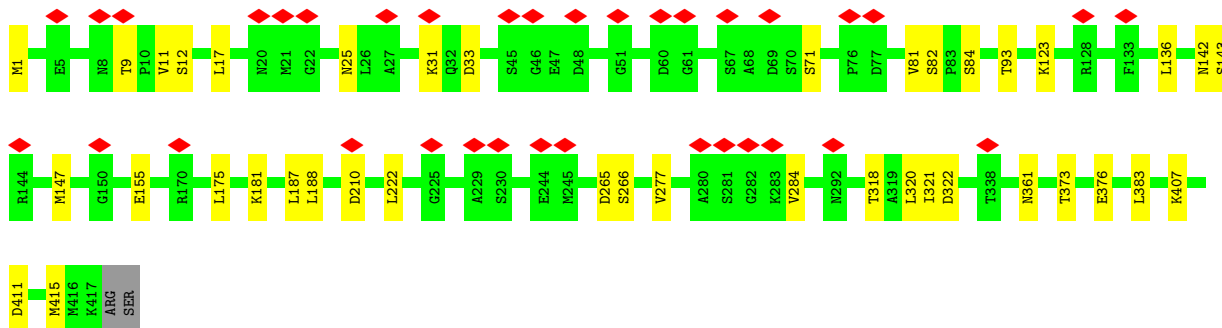 M1 E5 N8 T9 P10 V11 S12 L17 N20 M21 G22 N25 L26 A27 K31 Q32 D33 S45 G46 E47 D48 G51 D60 G61 S67 A68 D69 S70 S71 P76 D77 V81 S82 P83 S84 T93 K123 R128 F133 L136 N142 S143
R144 M147 G150 E155 R170 L175 K181 L187 L188 D210 L222 G225 A229 S230 E244 M245 D265 S266 V277 A280 S281 G282 K283 V284 N292 T318 A319 L320 I321 D322 T338 N361 T373 E376 L383 K407
D411 M415 M416 K417 ARG SER